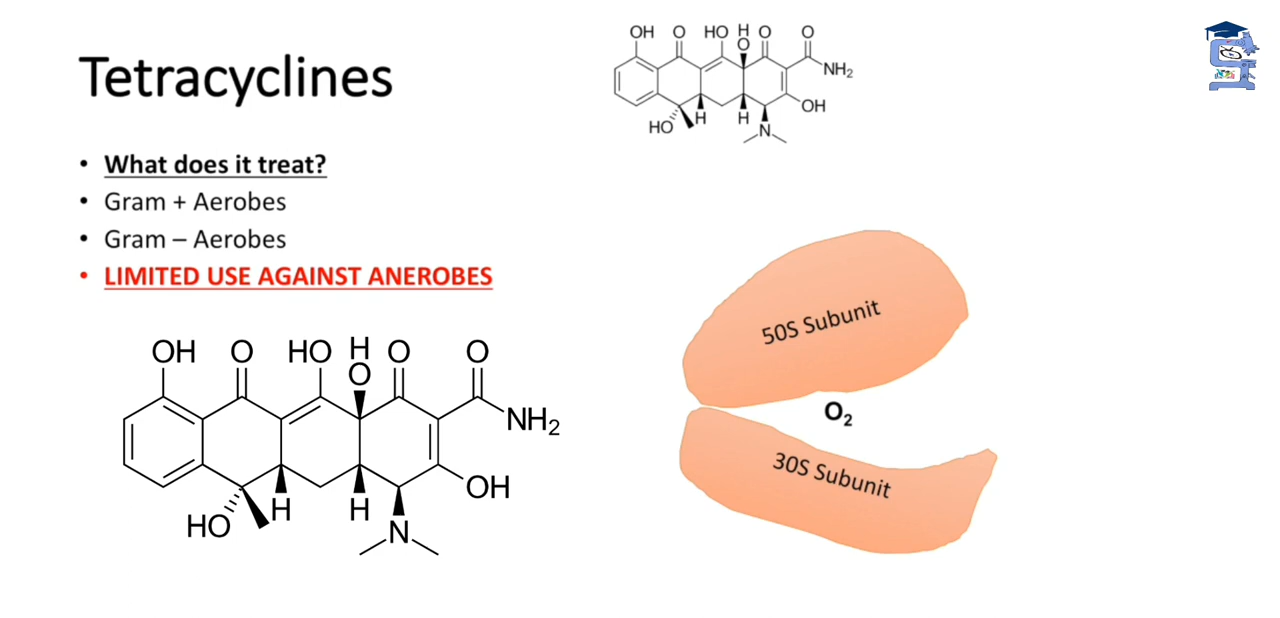 Tetracyclines
• What does it treat?
• Gram + Aerobes
• Gram – Aerobes
• LIMITED USE AGAINST ANEROBES
OH O HO H O O O
NH2
OH
HO H H N
50S Subunit
O2
30S Subunit
OH O HO H O O O
NH2
OH
HO H H N